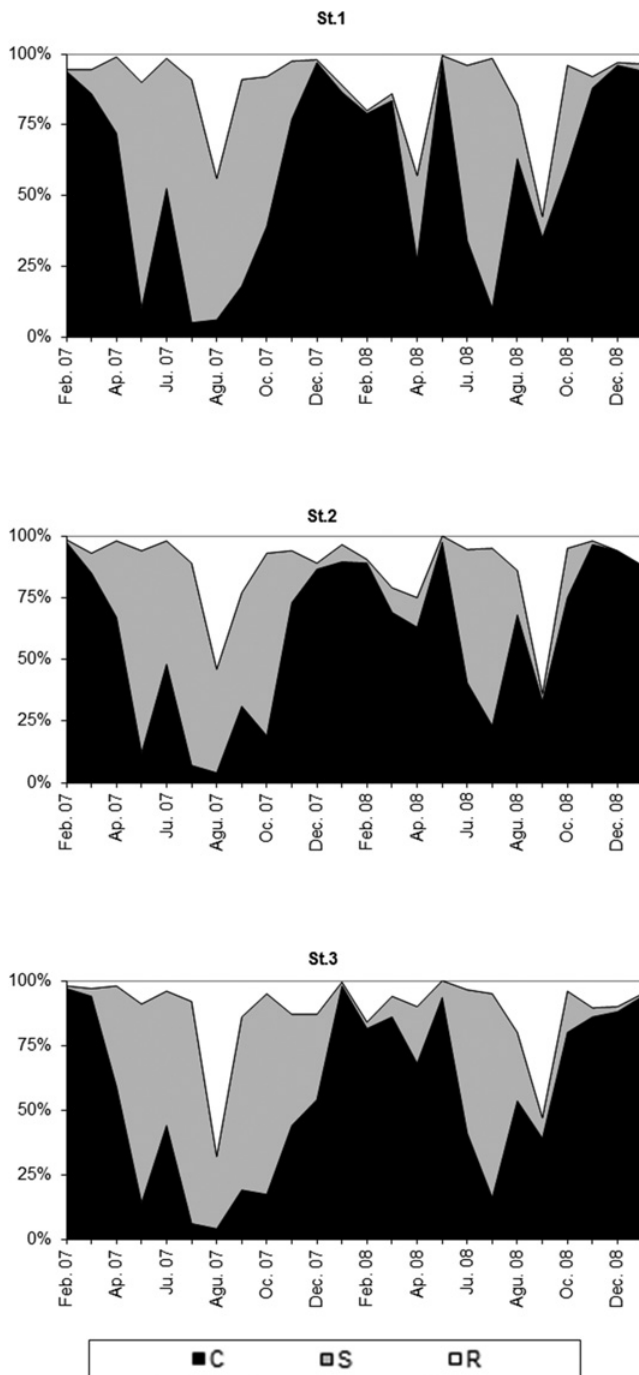 St.1
100%
75%
50%
25%
0%
Feb. 07
Ap. 07
Ju. 07
Agu. 07
Oc. 07
Dec. 07
Feb. 08
Ap. 08
Ju. 08
Agu. 08
Oc. 08
Dec. 08
St.2
100%
75%
50%
25%
0%
Feb. 07
Ap. 07
Ju. 07
Agu. 07
Oc. 07
Dec. 07
Feb. 08
Ap. 08
Ju. 08
Agu. 08
Oc. 08
Dec. 08
St.3
100%
75%
50%
25%
0%
Feb. 07
Ap. 07
Ju. 07
Agu. 07
Oc. 07
Dec. 07
Feb. 08
Ap. 08
Ju. 08
Agu. 08
Oc. 08
Dec. 08
C S R